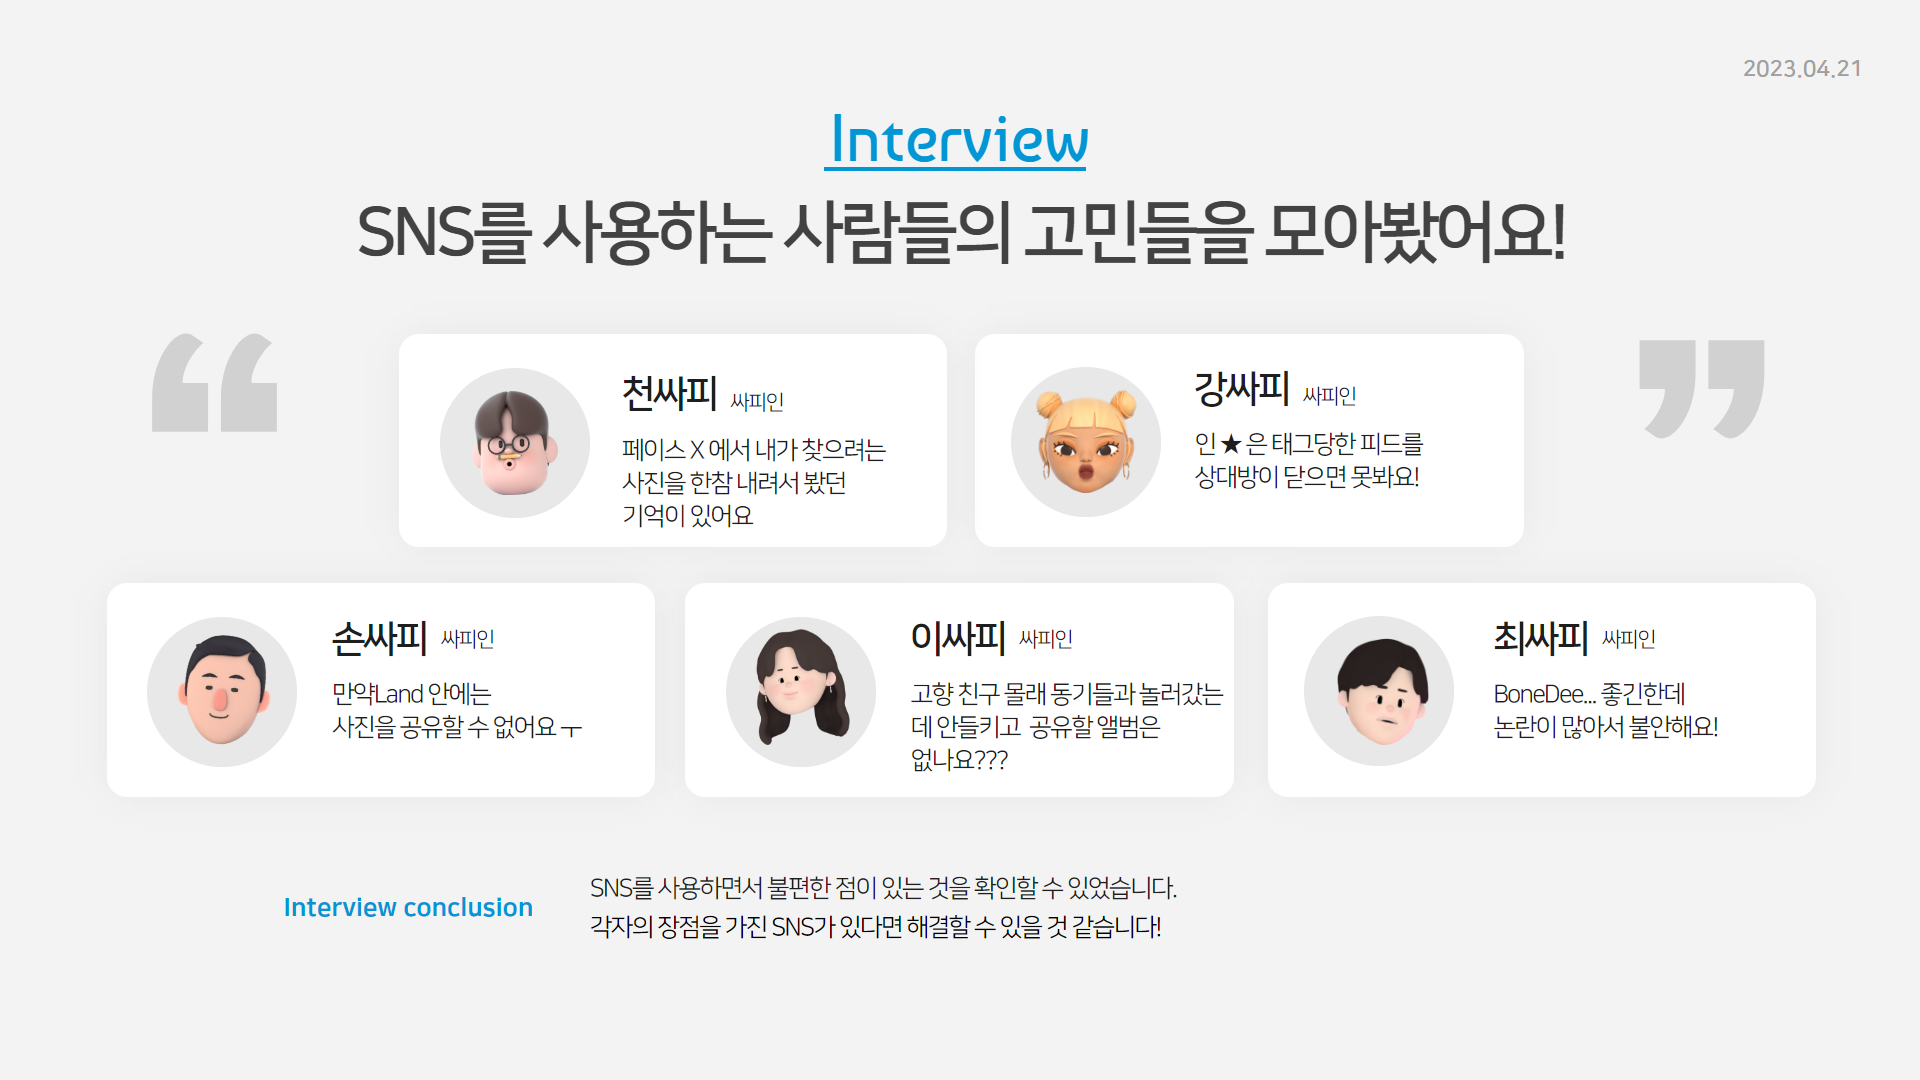 2023.04.21
Interview
SNS를 사용하는 사람들의 고민들을 모아봤어요!
“ ”
천싸피 싸피인
페이스 X 에서 내가 찾으려는
사진을 한참 내려서 봤던
기억이 있어요
강싸피 싸피인
인 ★ 은 태그당한 피드를
상대방이 닫으면 못봐요!
손싸피 싸피인
만약Land 안에는
사진을 공유할 수 없어요 ㅜ
이싸피 싸피인
고향 친구 몰래 동기들과 놀러갔는
데 안들키고 공유할 앨범은
없나요???
최싸피 싸피인
BoneDee... 좋긴한데
논란이 많아서 불안해요!
Interview conclusion
SNS를 사용하면서 불편한 점이 있는 것을 확인할 수 있었습니다.
각자의 장점을 가진 SNS가 있다면 해결할 수 있을 것 같습니다!